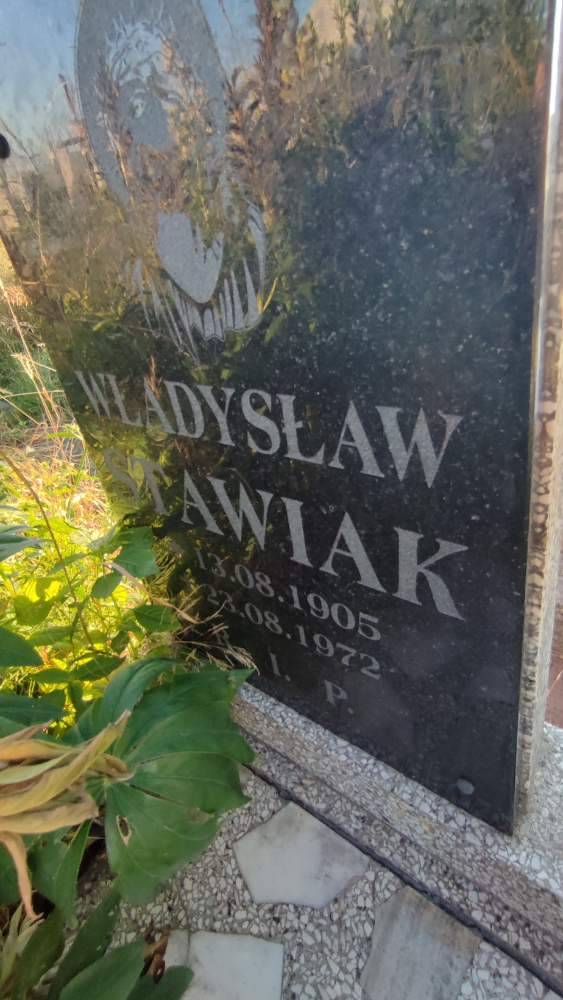 WŁADYSŁAW
STAWIAK
13.08.1905
23.08.1972
R. I. P.